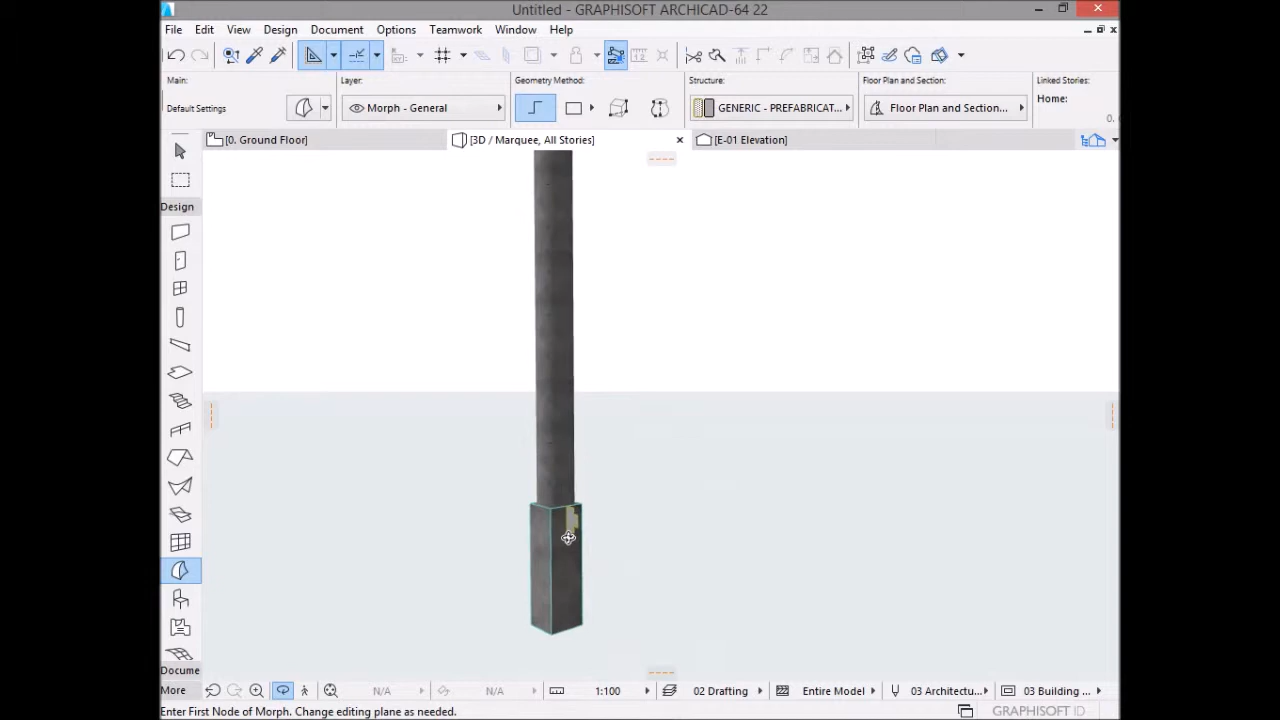 Untitled - GRAPHISOFT ARCHICAD-64 22
File Edit View Design Document Options Teamwork Window Help
Main: Layer: Geometry Method: Structure: Floor Plan and Section: Linked Stories:
Default Settings Morph - General GENERIC - PREFABRICAT... Floor Plan and Section... Home:
0.
[0. Ground Floor] [3D / Marquee, All Stories] [E-01 Elevation]
Design
Docume
More N/A N/A 1:100 02 Drafting Entire Model 03 Architectu... 03 Building ...
Enter First Node of Morph. Change editing plane as needed. GRAPHISOFT ID